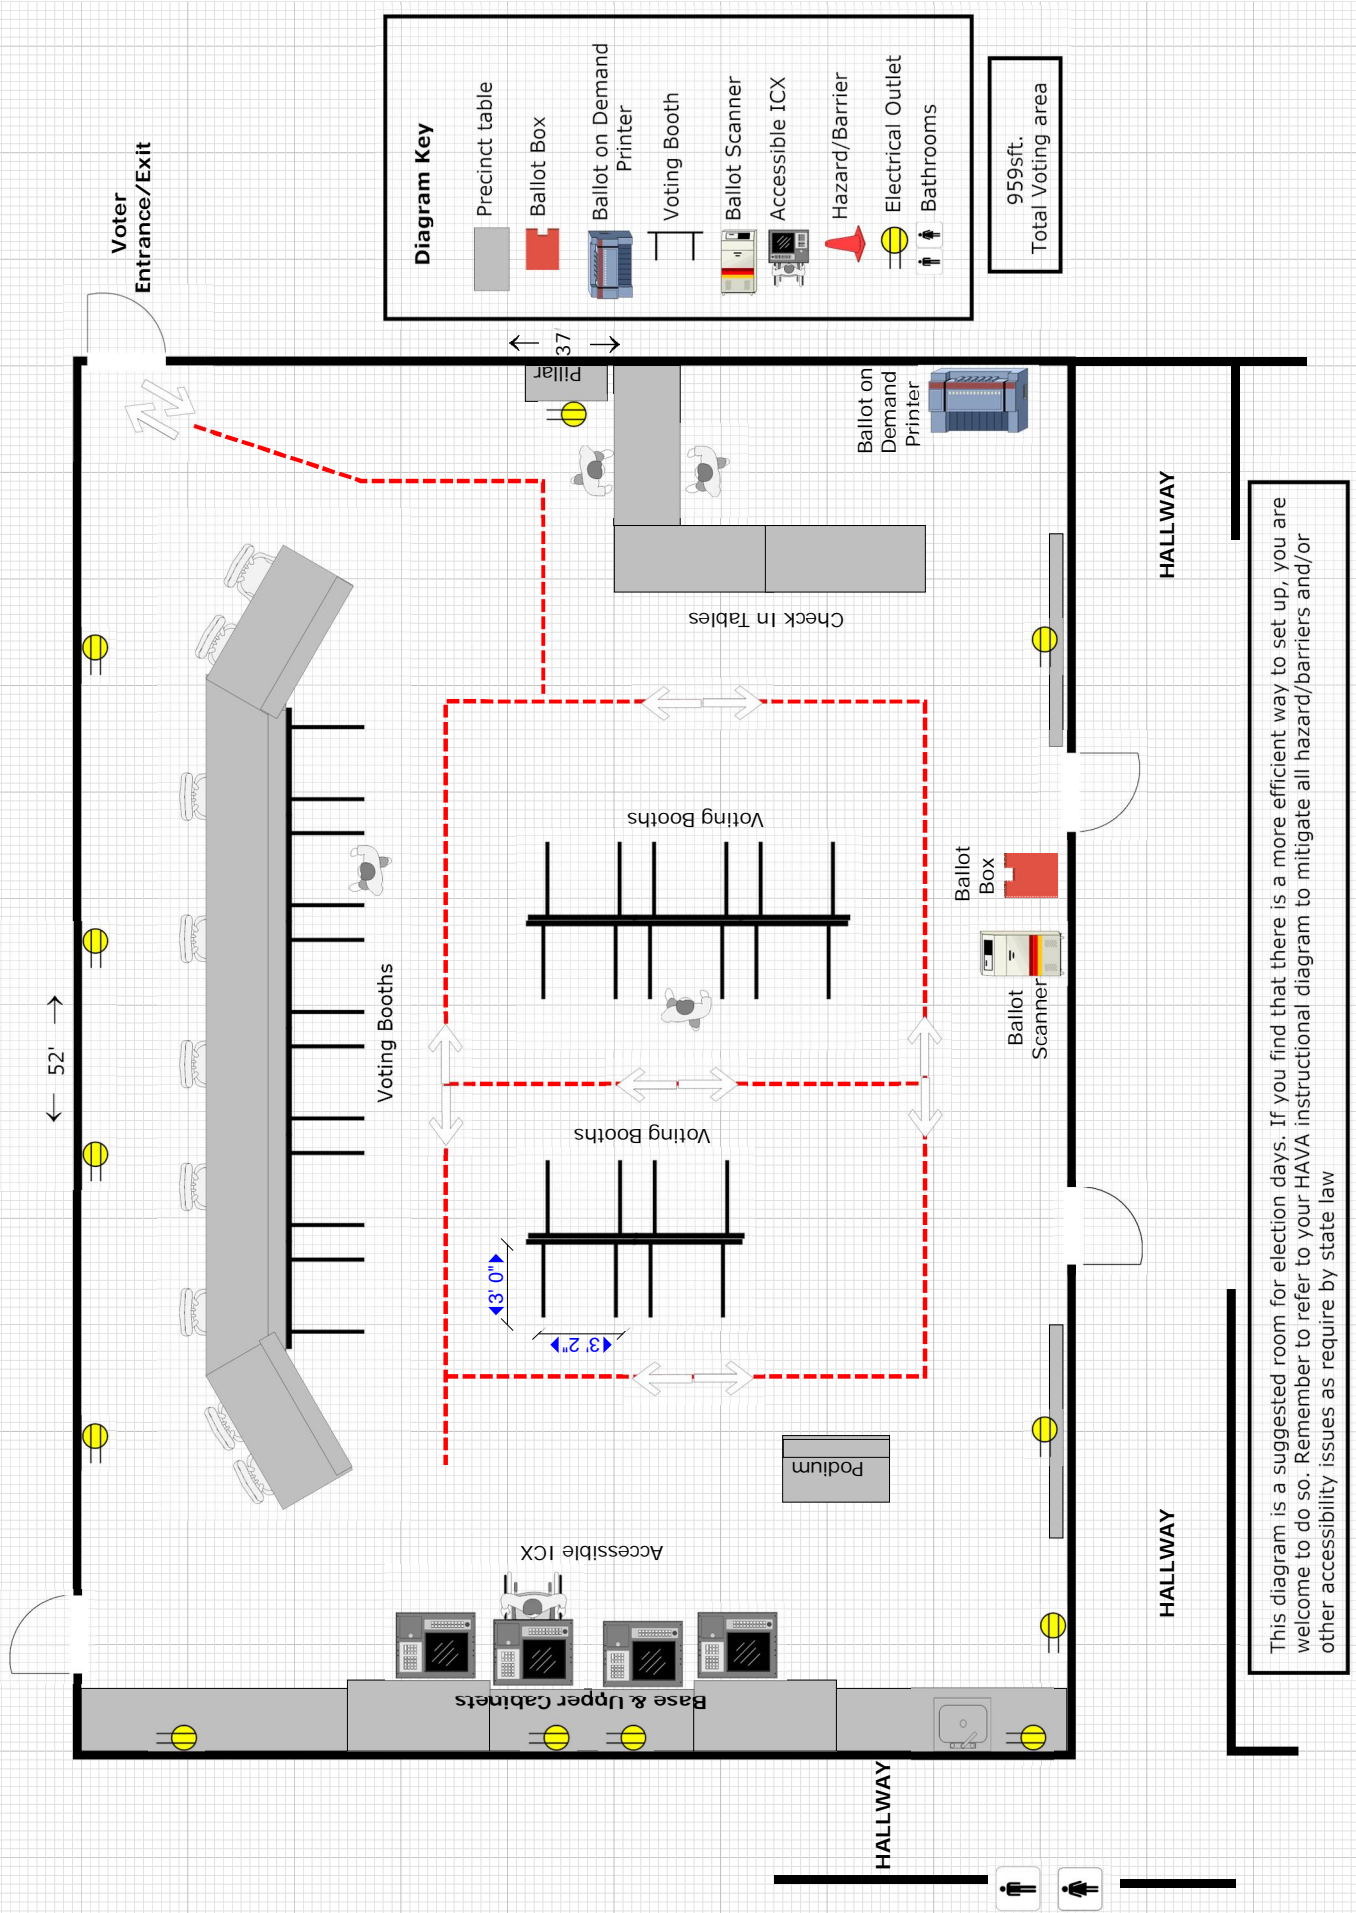 Voter
Entrance/Exit
Diagram Key
Precinct table
Ballot Box
Ballot on Demand
Printer
Voting Booth
Ballot Scanner
Accessible ICX
Hazard/Barrier
Electrical Outlet
Bathrooms
959sft.
Total Voting area
37
Pillar
Ballot on
Demand
Printer
Check In Tables
HALLWAY
52'
Voting Booths
Voting Booths
Ballot
Box
Ballot
Scanner
Voting Booths
3' 0"
3' 2"
Podium
Accessible ICX
Base & Upper Cabinets
HALLWAY
HALLWAY
This diagram is a suggested room for election days. If you find that there is a more efficient way to set up, you are
welcome to do so. Remember to refer to your HAVA instructional diagram to mitigate all hazard/barriers and/or
other accessibility issues as require by state law